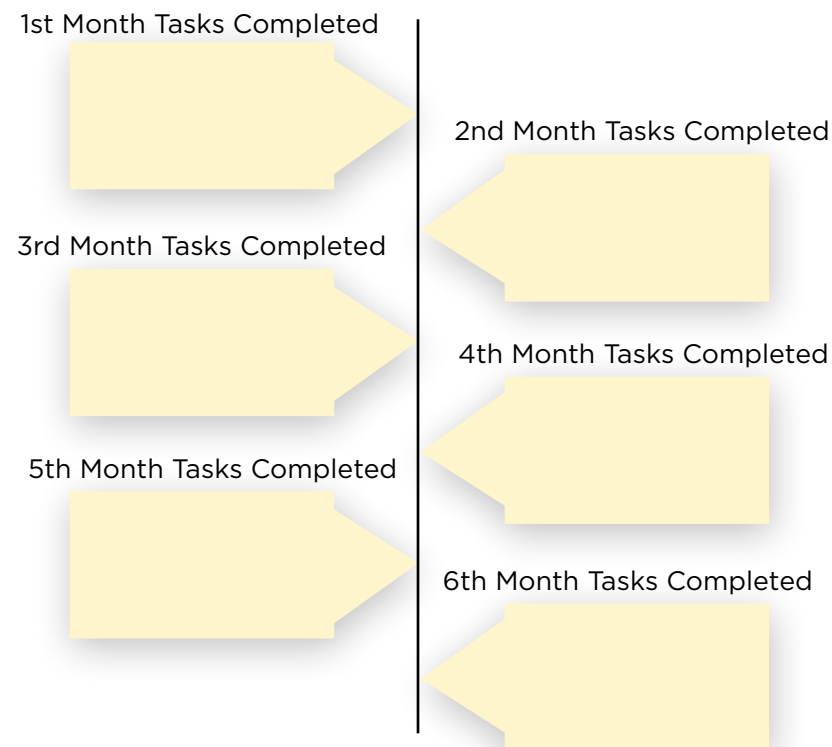 1st Month Tasks Completed
2nd Month Tasks Completed
3rd Month Tasks Completed
4th Month Tasks Completed
5th Month Tasks Completed
6th Month Tasks Completed